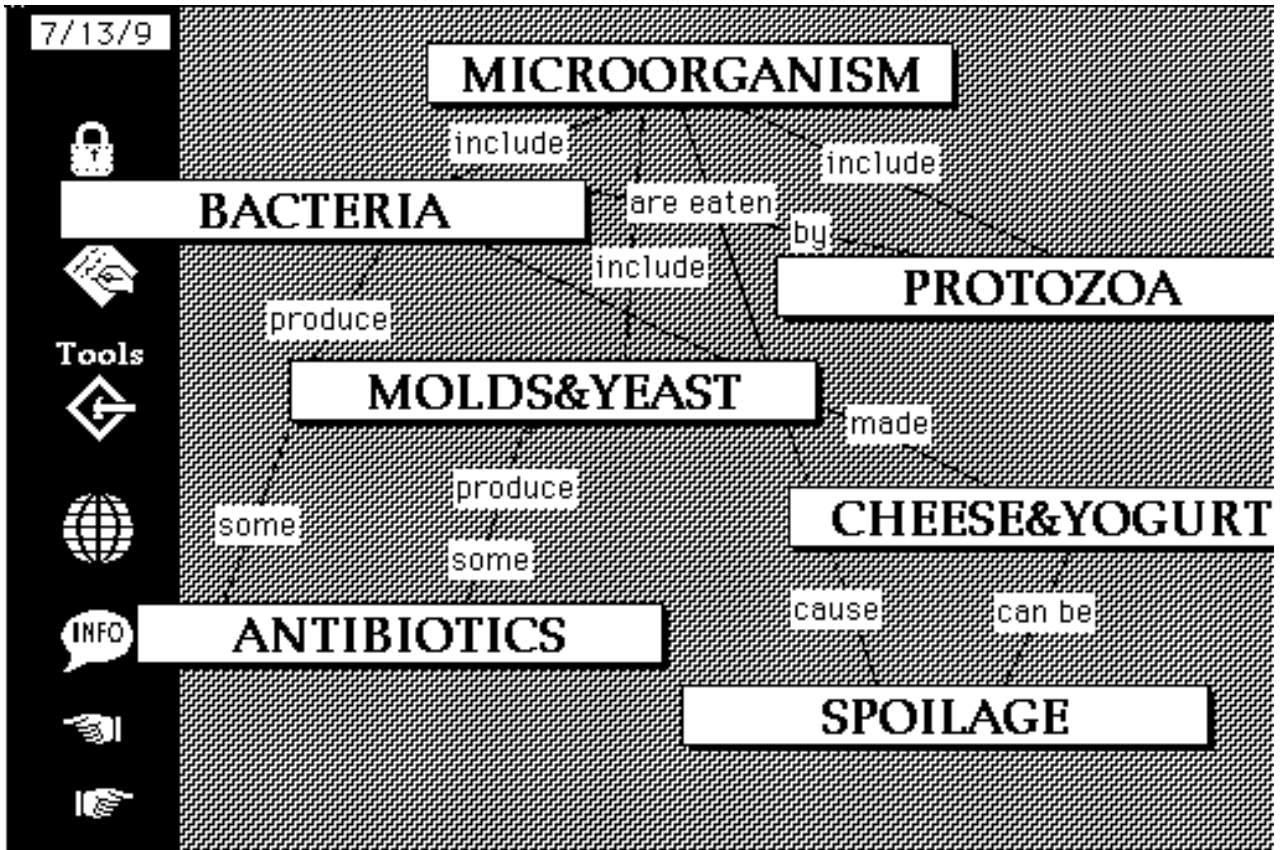 7/13/9
MICROORGANISM
include
include
BACTERIA
are eaten
by
include
PROTOZOA
produce
Tools
MOLDS&YEAST
made
produce
CHEESE&YOGURT
some
some
cause
can be
INFO
ANTIBIOTICS
SPOILAGE